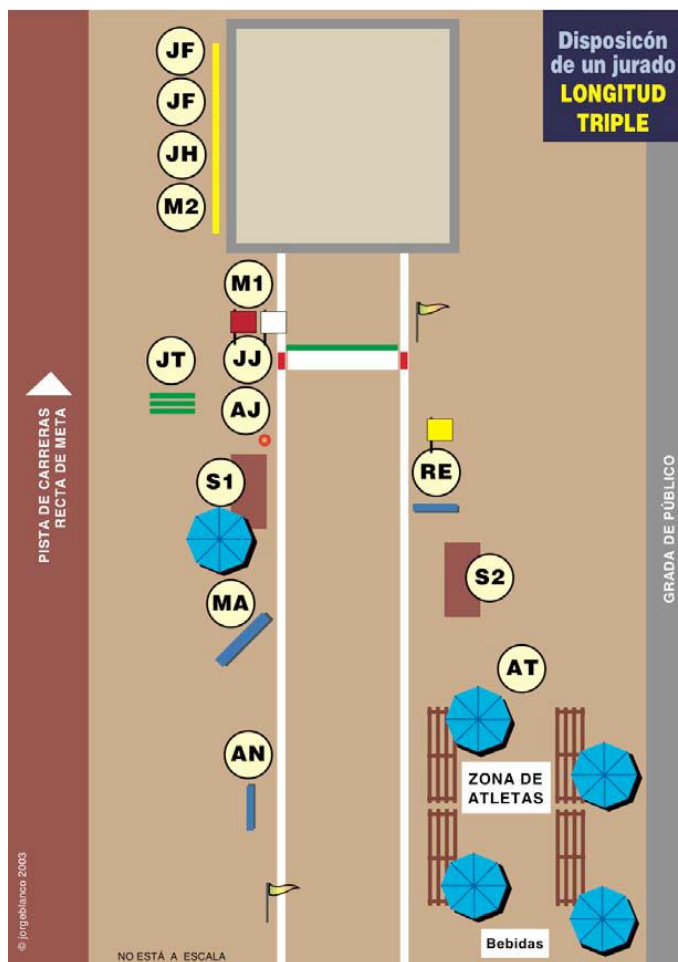 Disposicón
de un jurado
LONGITUD
TRIPLE
JF
JF
JH
M2
M1
JT
JJ
AJ
RE
S1
S2
MA
AT
AN
ZONA DE
ATLETAS
Bebidas
PISTA DE CARRERAS
RECTA DE META
GRADA DE PÚBLICO
© jorgeblanco 2003
NO ESTÁ A ESCALA